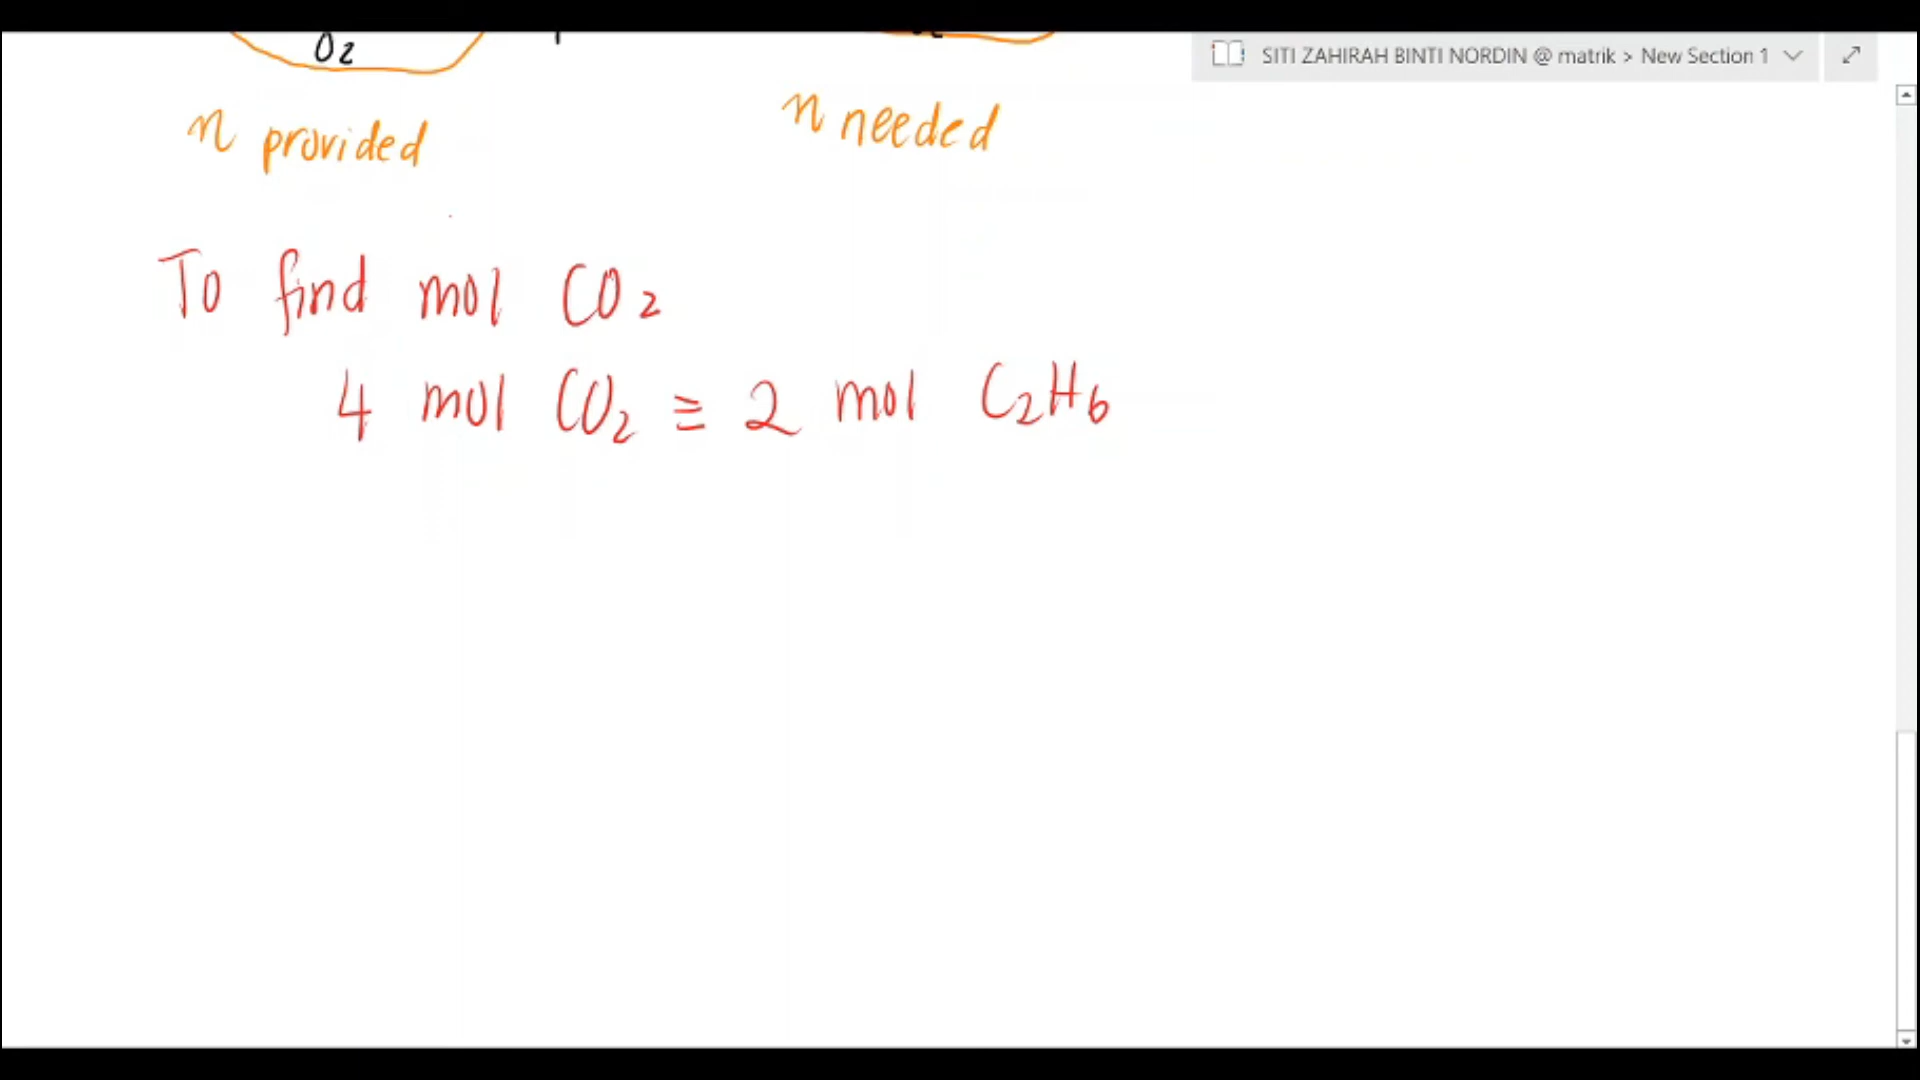 O2
SITI ZAHIRAH BINTI NORDIN @ matrik > New Section 1
n provided
n needed
To find mol CO2
4 mol CO2 ≡ 2 mol C2H6